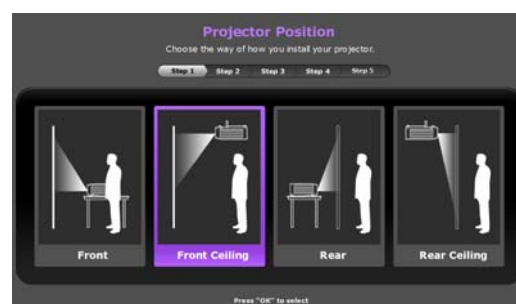 Projector Position
Choose the way of how you install your projector.
Step 1 Step 2 Step 3 Step 4 Step 5
Front Front Ceiling Rear Rear Ceiling
Press "OK" to select